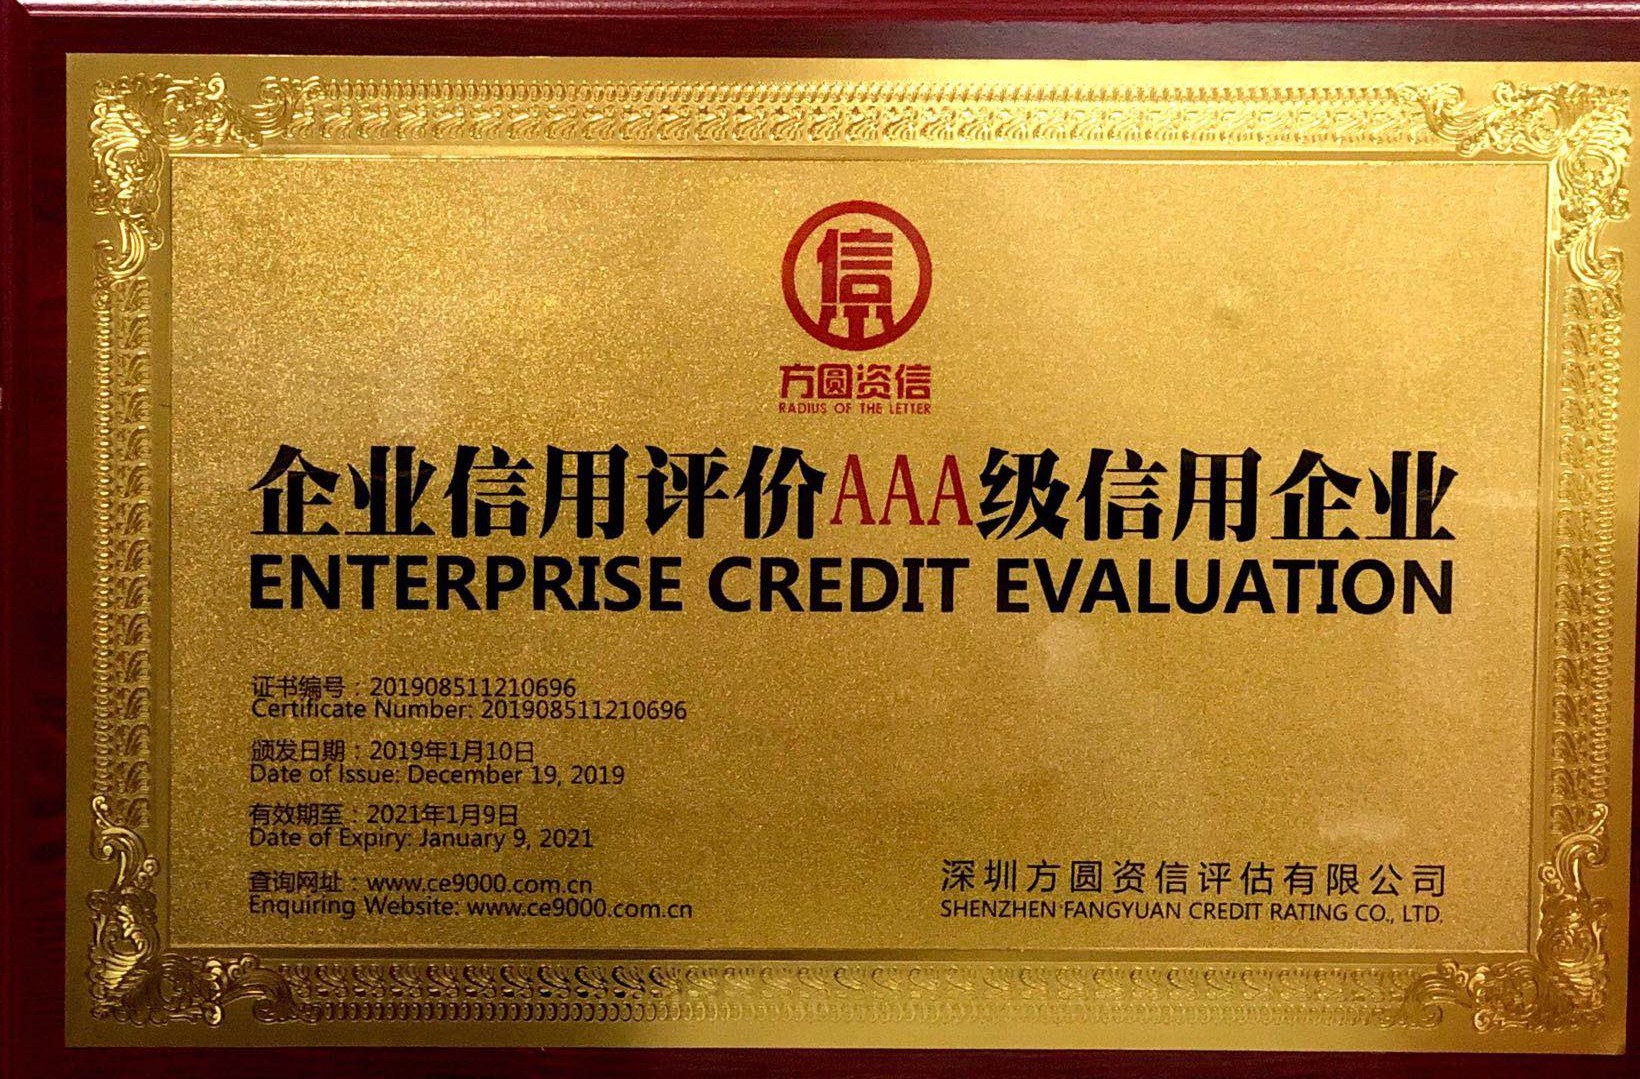 信
方圆资信
RADIUS OF THE LETTER
企业信用评价AAA级信用企业
ENTERPRISE CREDIT EVALUATION
证书编号：201908511210696
Certificate Number: 201908511210696
颁发日期：2019年1月10日
Date of Issue: December 19, 2019
有效期至：2021年1月9日
Date of Expiry: January 9, 2021
查询网址：www.ce9000.com.cn
Enquiring Website: www.ce9000.com.cn
深圳方圆资信评估有限公司
SHENZHEN FANGYUAN CREDIT RATING CO., LTD.